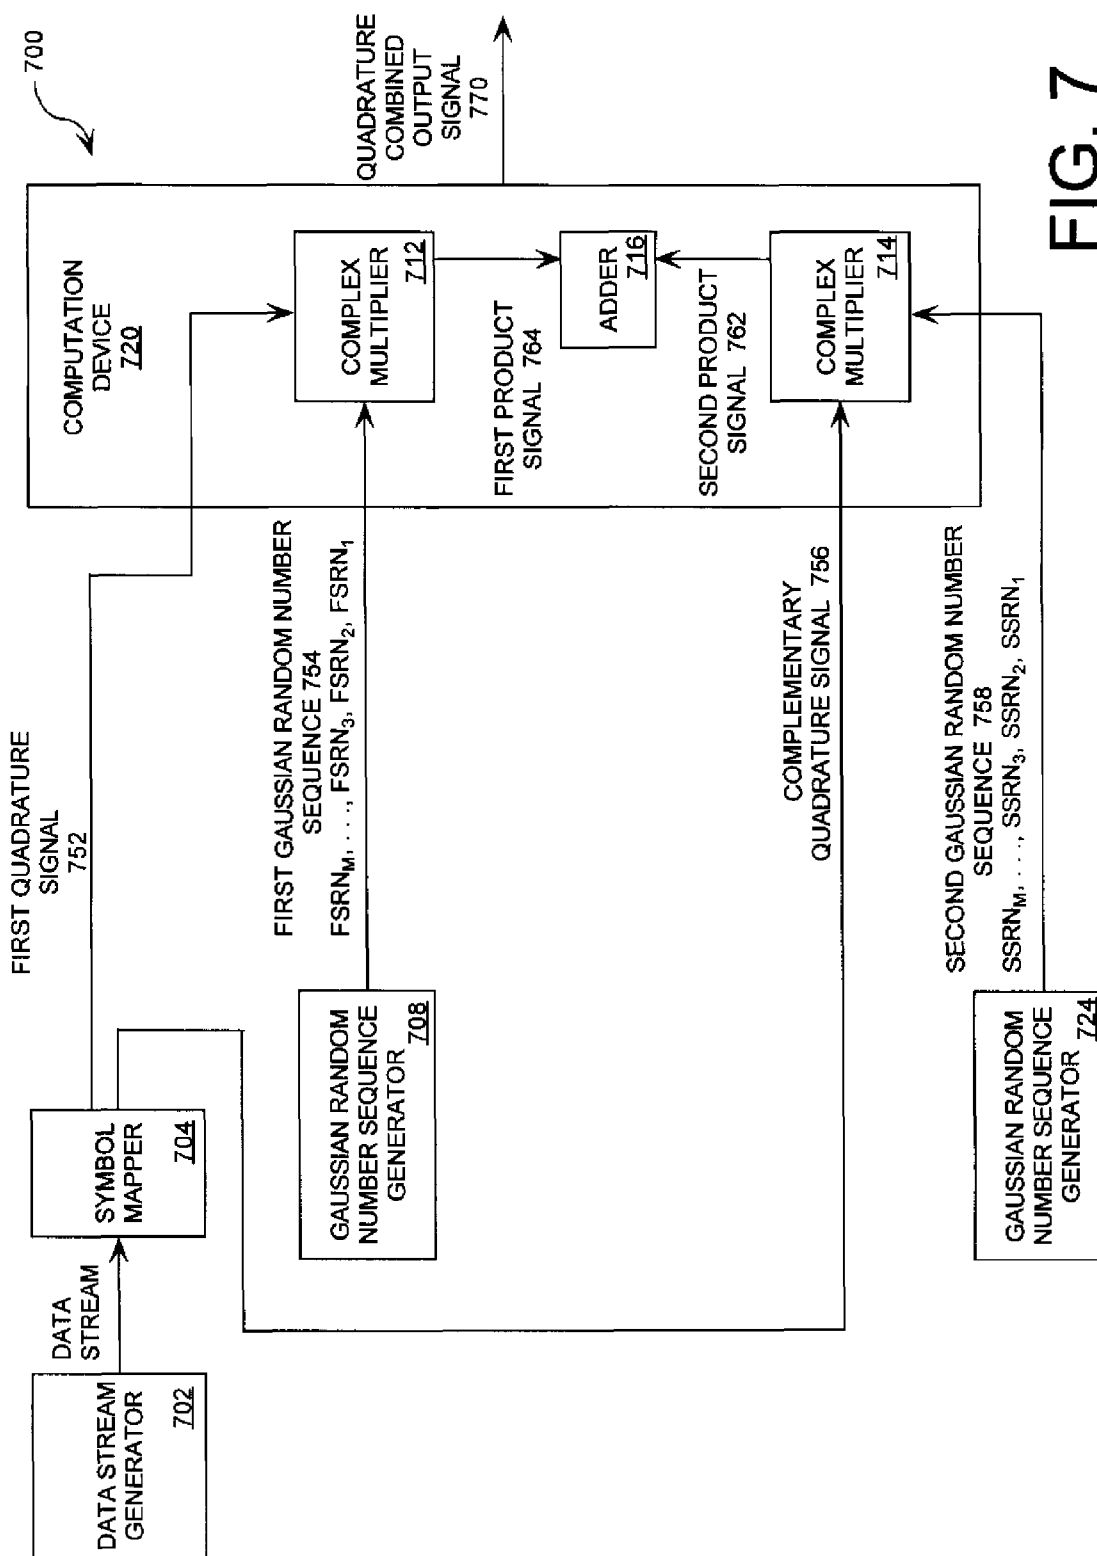 700
DATA STREAM
GENERATOR
702
DATA
STREAM
SYMBOL
MAPPER
704
FIRST QUADRATURE
SIGNAL
752
COMPUTATION
DEVICE
720
QUADRATURE
COMBINED
OUTPUT
SIGNAL
770
GAUSSIAN RANDOM
NUMBER SEQUENCE
GENERATOR
708
FIRST GAUSSIAN RANDOM NUMBER
SEQUENCE 754
FSRN_M, . . . ., FSRN_3, FSRN_2, FSRN_1
COMPLEX
MULTIPLIER
712
FIRST PRODUCT
SIGNAL 764
ADDER
716
SECOND PRODUCT
SIGNAL 762
COMPLEX
MULTIPLIER
714
COMPLEMENTARY
QUADRATURE SIGNAL 756
SECOND GAUSSIAN RANDOM NUMBER
SEQUENCE 758
SSRN_M, . . . ., SSRN_3, SSRN_2, SSRN_1
GAUSSIAN RANDOM
NUMBER SEQUENCE
GENERATOR
724
FIG. 7